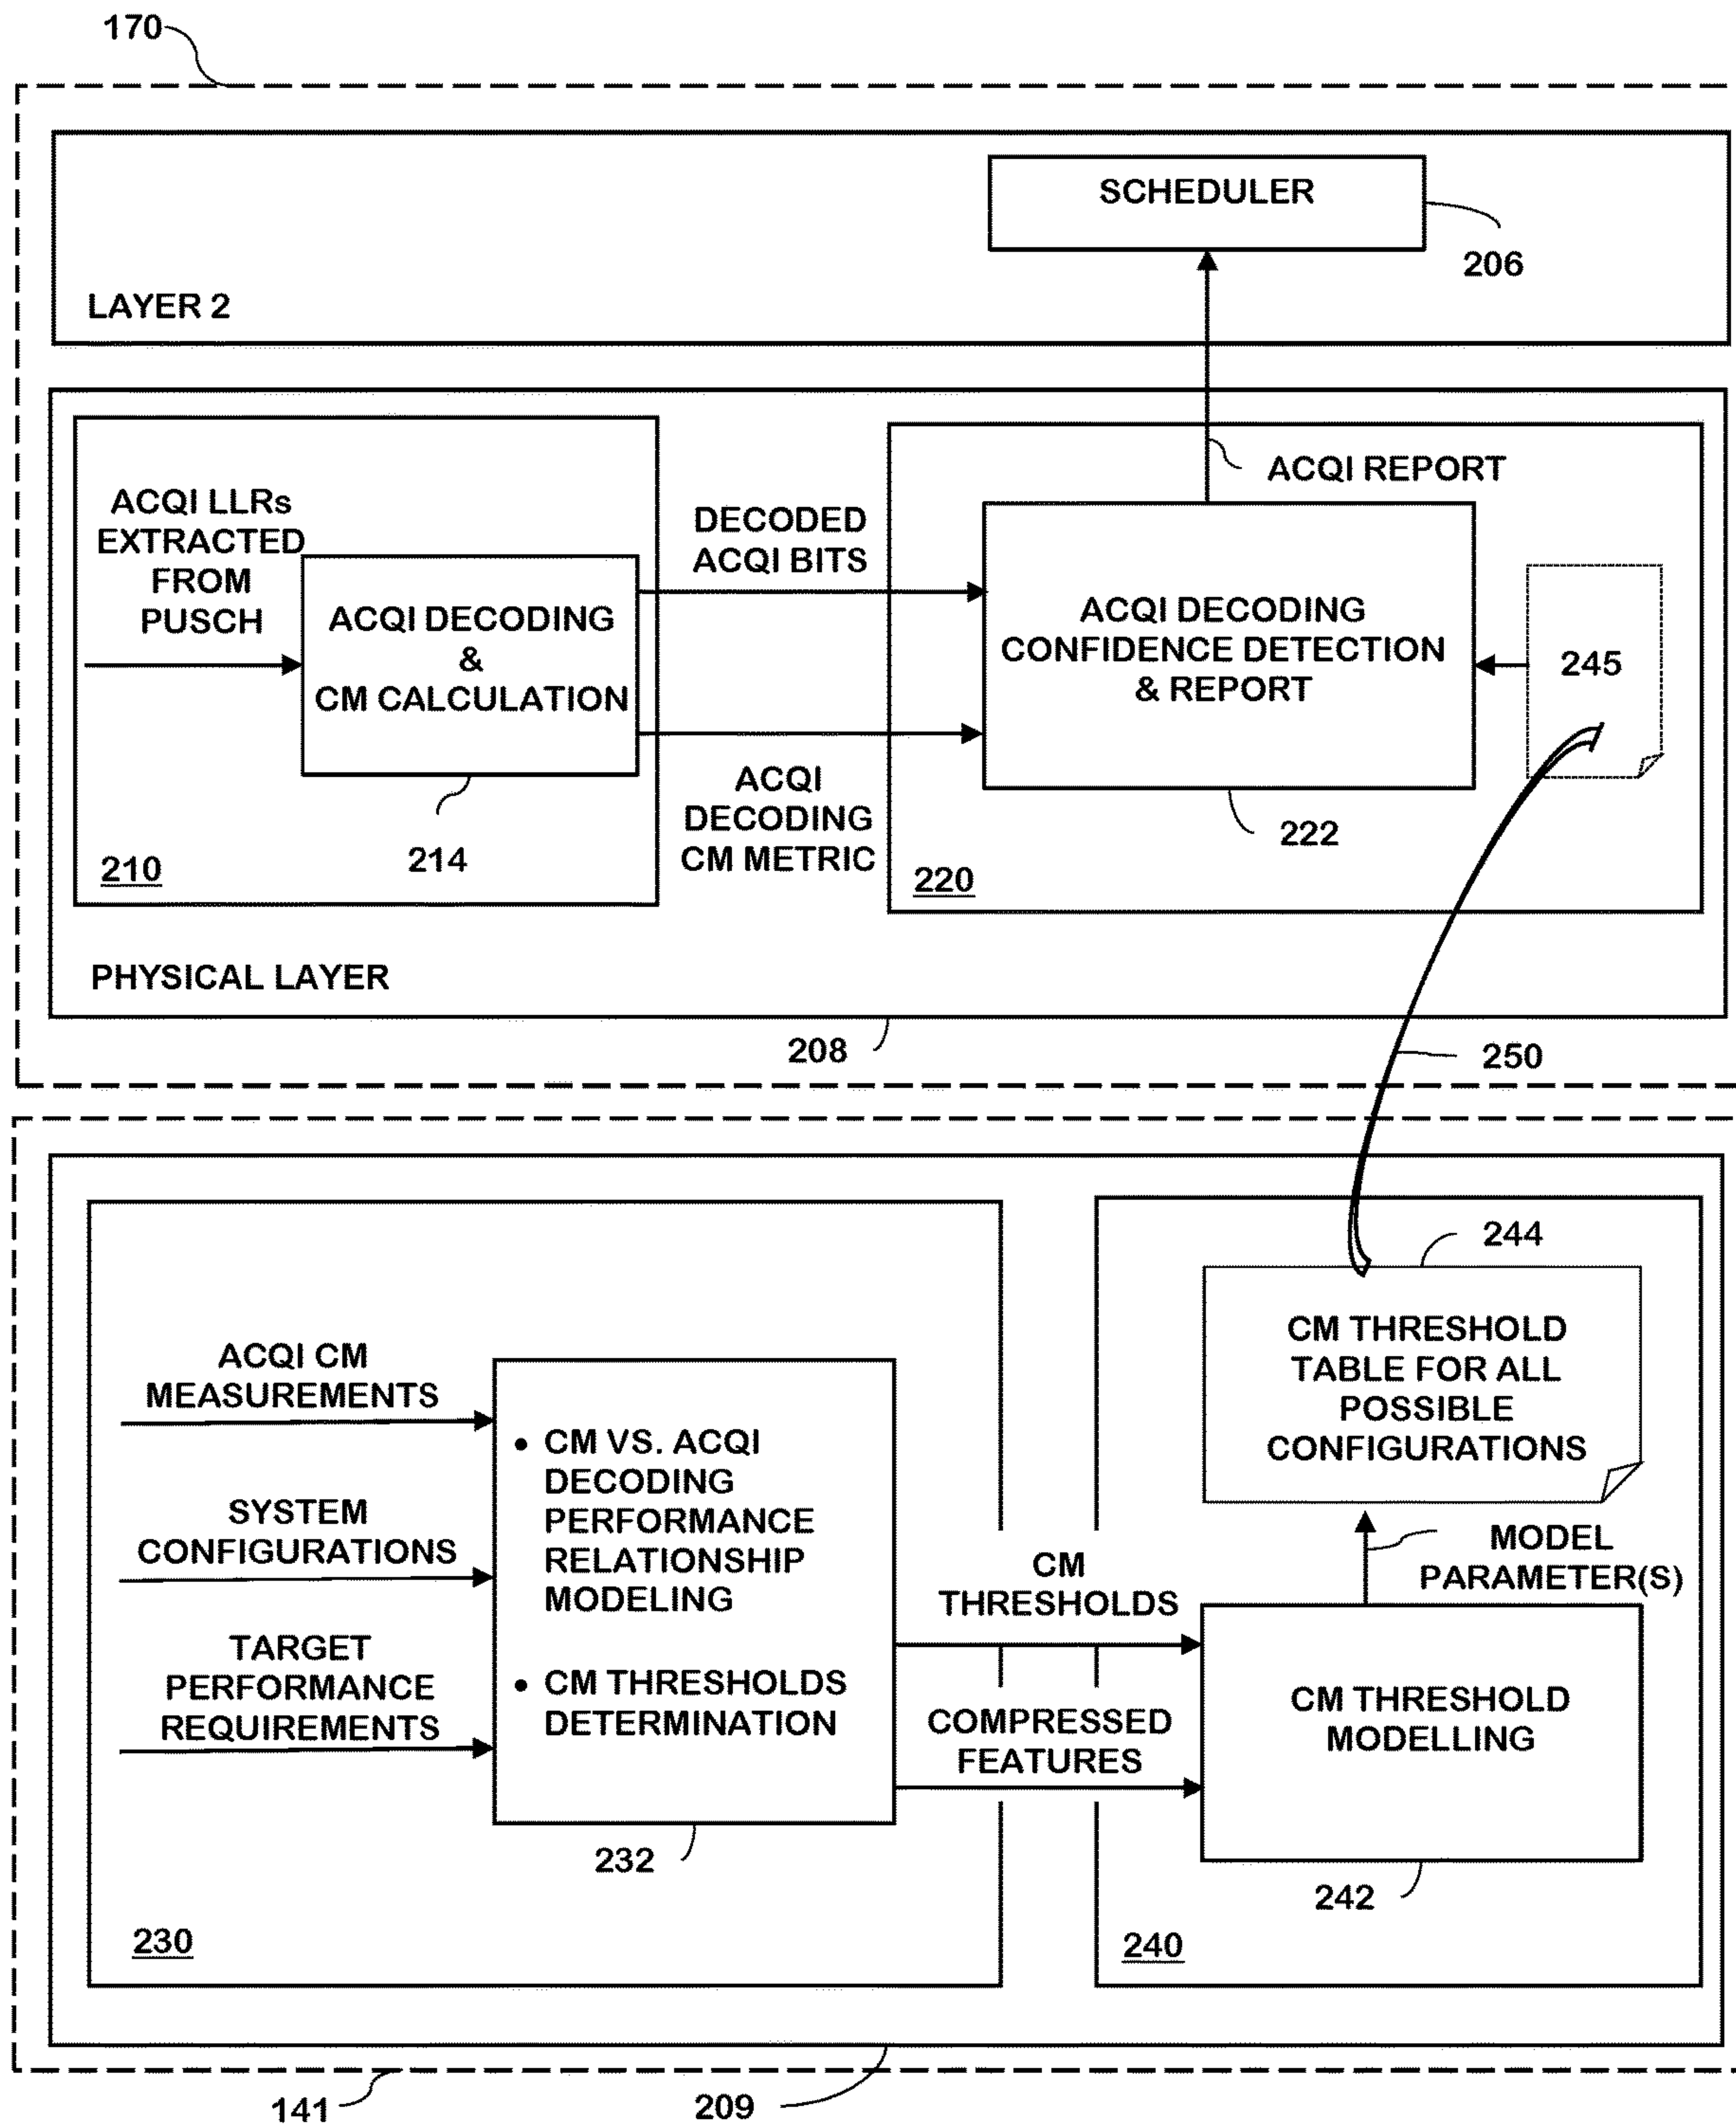 170
SCHEDULER
206
LAYER 2
ACQI REPORT
ACQI LLRs
EXTRACTED
FROM
PUSCH
ACQI DECODING
&
CM CALCULATION
214
210
DECODED
ACQI BITS
ACQI
DECODING
CM METRIC
ACQI DECODING
CONFIDENCE DETECTION
& REPORT
222
220
245
PHYSICAL LAYER
208
250
244
CM THRESHOLD
TABLE FOR ALL
POSSIBLE
CONFIGURATIONS
ACQI CM
MEASUREMENTS
SYSTEM
CONFIGURATIONS
TARGET
PERFORMANCE
REQUIREMENTS
• CM VS. ACQI
DECODING
PERFORMANCE
RELATIONSHIP
MODELING
• CM THRESHOLDS
DETERMINATION
232
230
CM
THRESHOLDS
COMPRESSED
FEATURES
MODEL
PARAMETER(S)
CM THRESHOLD
MODELLING
242
240
141
209